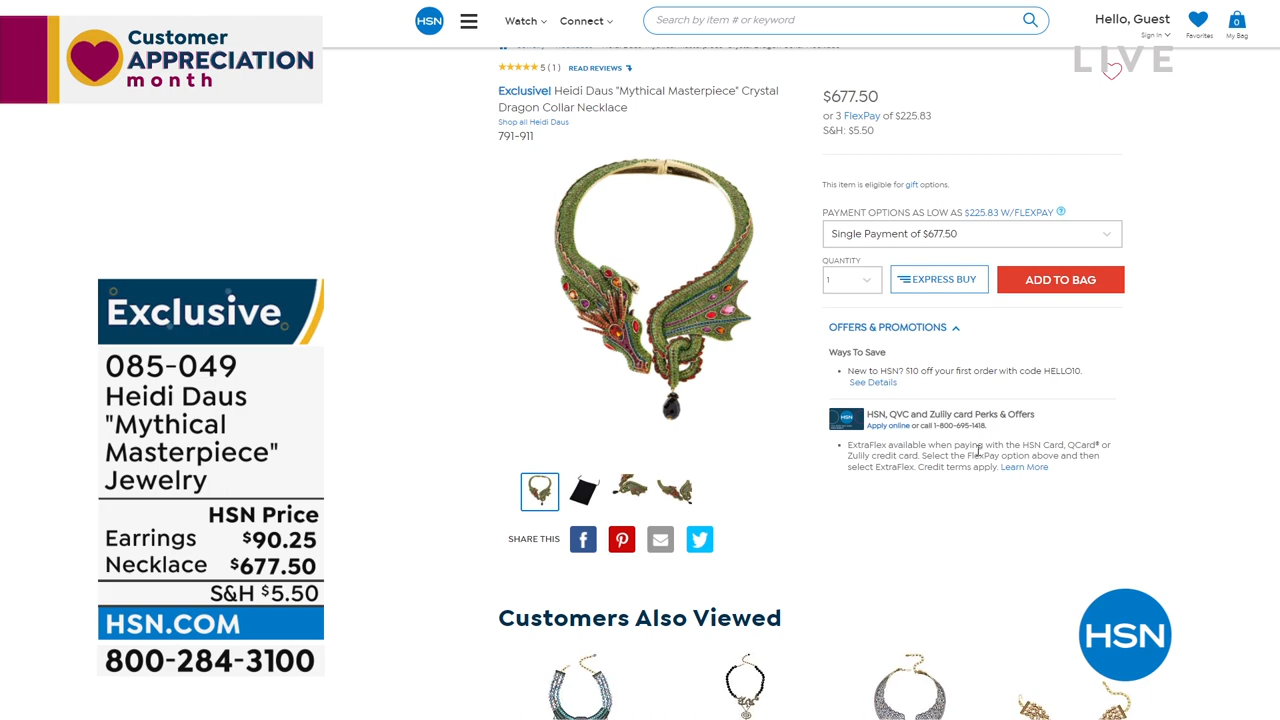 Customer
APPRECIATION
month
HSN
Watch
Connect
Search by item # or keyword
Hello, Guest
Sign In
Favorites
0
My Bag
LIVE
5 ( 1 ) READ REVIEWS
Exclusive! Heidi Daus "Mythical Masterpiece" Crystal
Dragon Collar Necklace
Shop all Heidi Daus
791-911
$677.50
or 3 FlexPay of $225.83
S&H: $5.50
This item is eligible for gift options.
PAYMENT OPTIONS AS LOW AS $225.83 W/FLEXPAY ?
Single Payment of $677.50
QUANTITY
1
EXPRESS BUY
ADD TO BAG
OFFERS & PROMOTIONS
Ways To Save
• New to HSN? $10 off your first order with code HELLO10.
See Details
HSN, QVC and Zulily card Perks & Offers
Apply online or call 1-800-695-1418.
• ExtraFlex available when paying with the HSN Card, QCard® or
Zulily credit card. Select the FlexPay option above and then
select ExtraFlex. Credit terms apply. Learn More
SHARE THIS
Customers Also Viewed
Exclusive
085-049
Heidi Daus
"Mythical
Masterpiece"
Jewelry
HSN Price
Earrings $90.25
Necklace $677.50
S&H $5.50
HSN.COM
800-284-3100
HSN